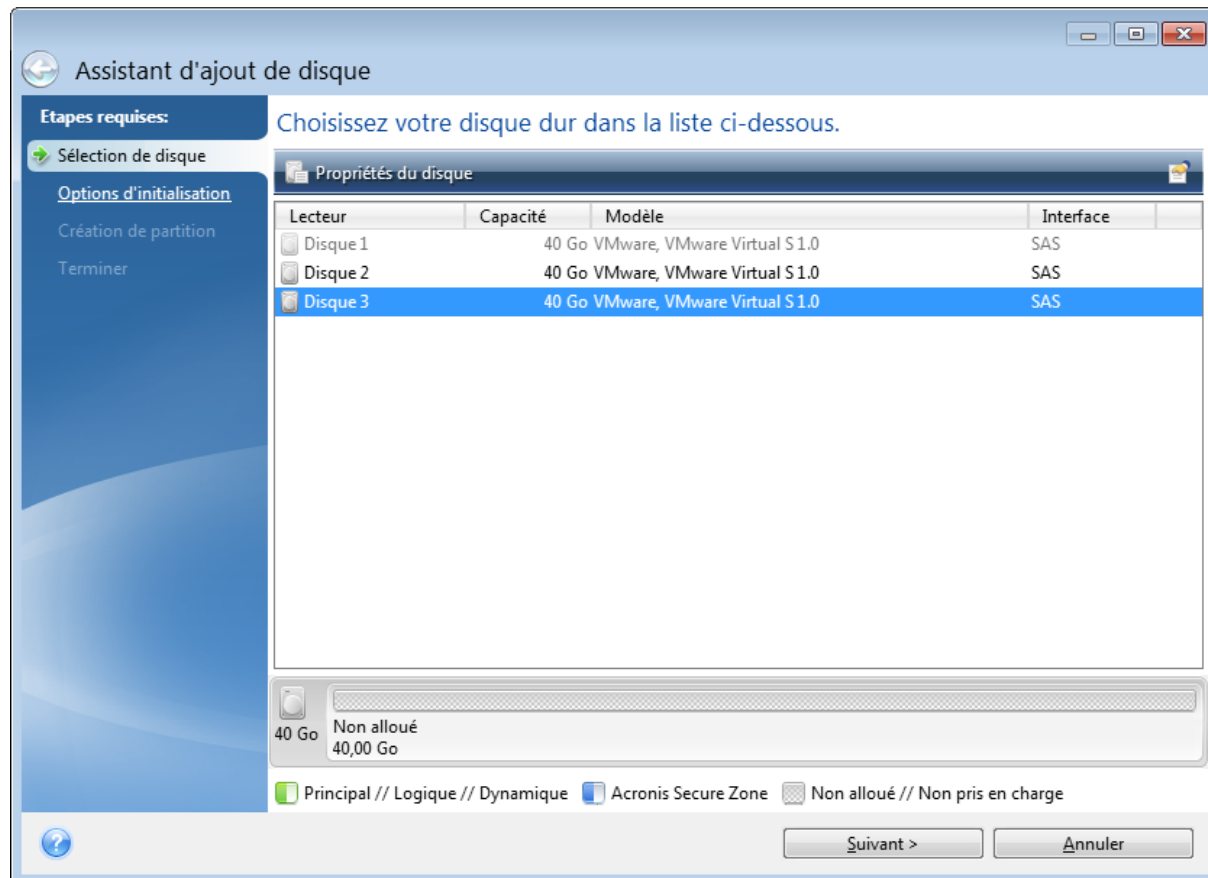 Assistant d'ajout de disque
Etapes requises:
Sélection de disque
Options d'initialisation
Création de partition
Terminer
Choisissez votre disque dur dans la liste ci-dessous.
Propriétés du disque
Lecteur Capacité Modèle Interface
Disque 1 40 Go VMware, VMware Virtual S 1.0 SAS
Disque 2 40 Go VMware, VMware Virtual S 1.0 SAS
Disque 3 40 Go VMware, VMware Virtual S 1.0 SAS
40 Go
Non alloué
40,00 Go
Principal // Logique // Dynamique Acronis Secure Zone Non alloué // Non pris en charge
Suivant > Annuler